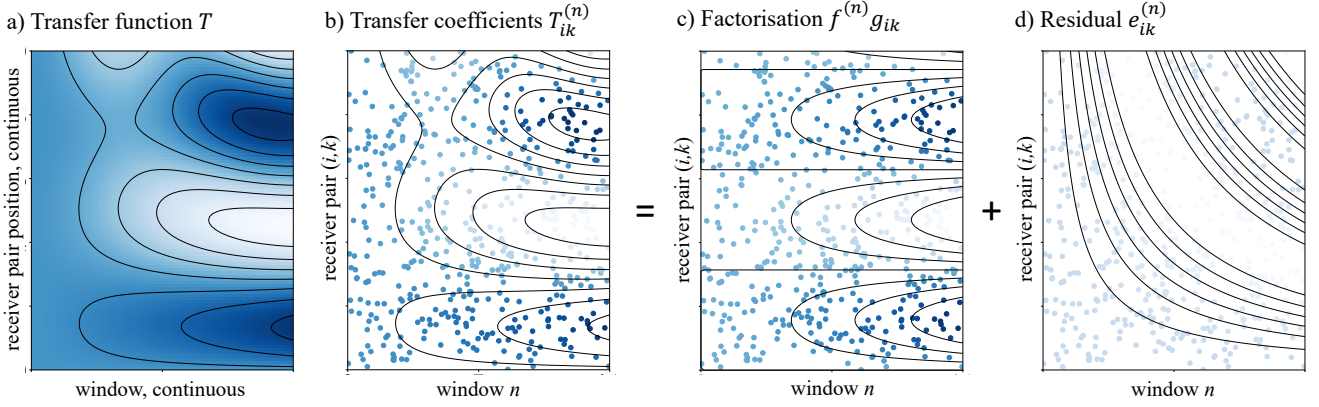 a) Transfer function T
b) Transfer coefficients T_{ik}^{(n)}
c) Factorisation f^{(n)}g_{ik}
d) Residual e_{ik}^{(n)}
receiver pair position, continuous
window, continuous
receiver pair (i,k)
window n
=
receiver pair (i,k)
window n
+
receiver pair (i,k)
window n